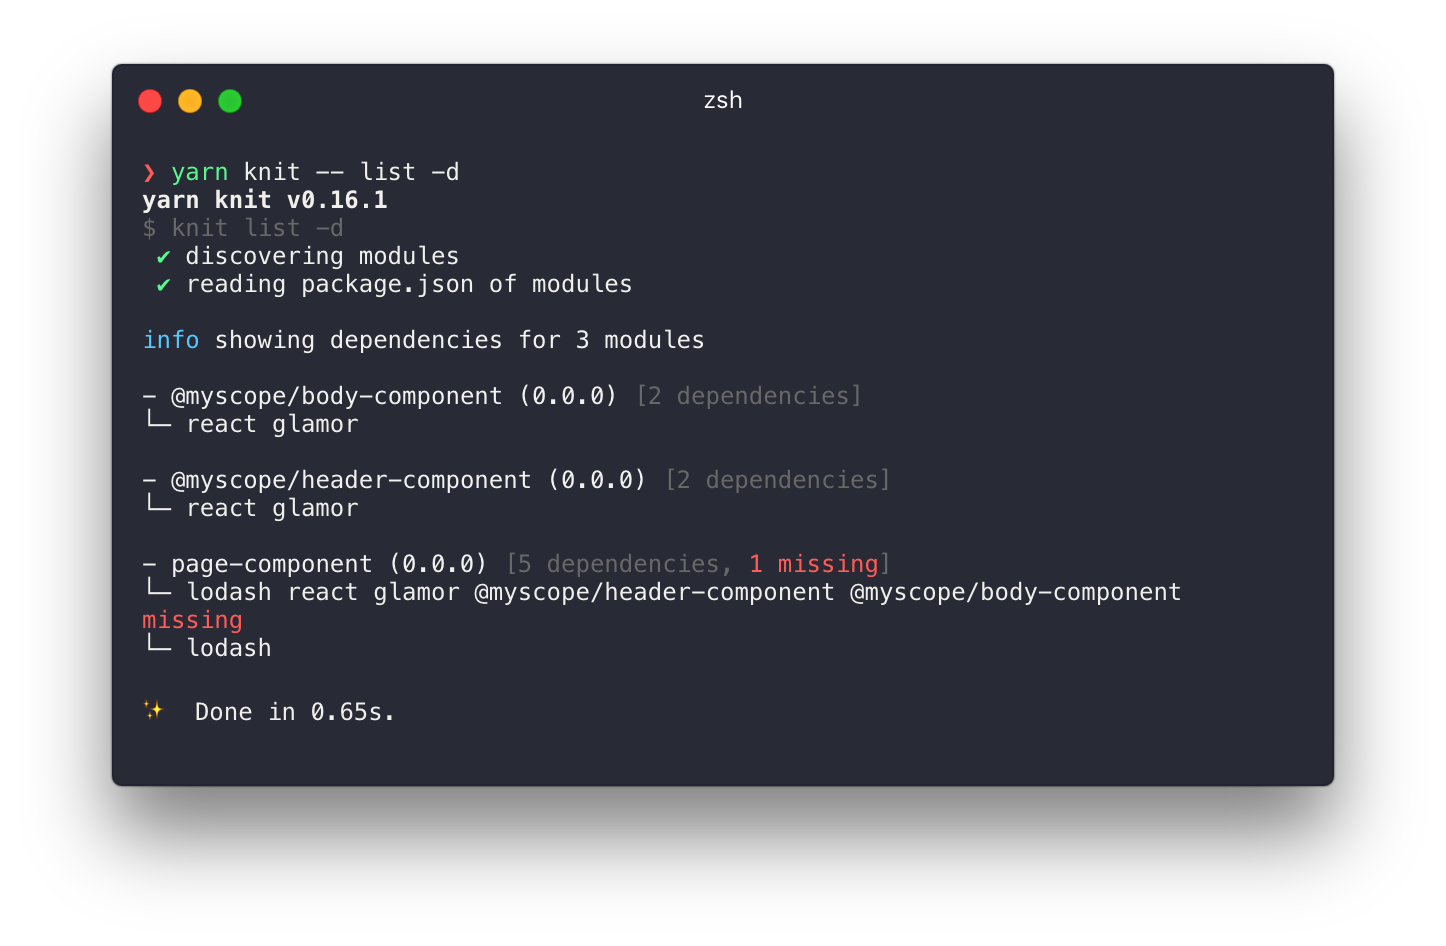 zsh
❯ yarn knit -- list -d
yarn knit v0.16.1
$ knit list -d
✔ discovering modules
✔ reading package.json of modules
info showing dependencies for 3 modules
- @myscope/body-component (0.0.0) [2 dependencies]
└─ react glamor
- @myscope/header-component (0.0.0) [2 dependencies]
└─ react glamor
- page-component (0.0.0) [5 dependencies, 1 missing]
└─ lodash react glamor @myscope/header-component @myscope/body-component
missing
└─ lodash
✨ Done in 0.65s.